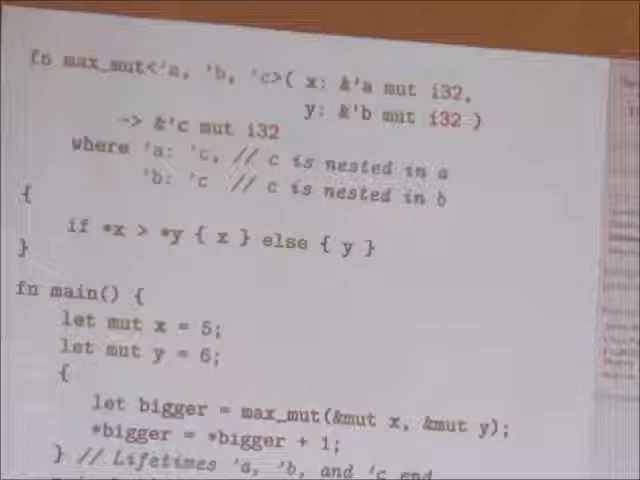 fn max_mut<'a, 'b, 'c>( x: &'a mut i32,
y: &'b mut i32 )
-> &'c mut i32
where 'a: 'c, // c is nested in a
'b: 'c // c is nested in b
{
if *x > *y { x } else { y }
}
fn main() {
let mut x = 5;
let mut y = 6;
{
let bigger = max_mut(&mut x, &mut y);
*bigger = *bigger + 1;
} // Lifetimes 'a, 'b, and 'c end